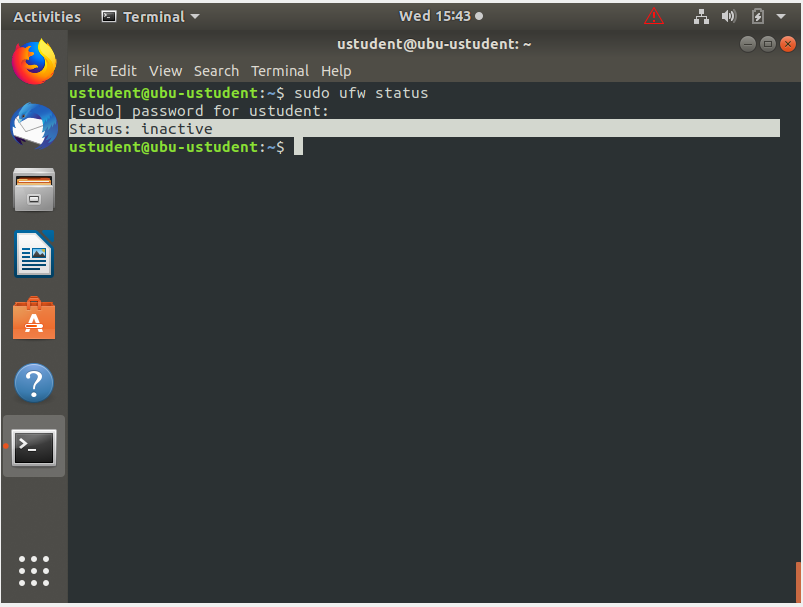 Activities Terminal Wed 15:43
ustudent@ubu-ustudent: ~
File Edit View Search Terminal Help
ustudent@ubu-ustudent:~$ sudo ufw status
[sudo] password for ustudent:
Status: inactive
ustudent@ubu-ustudent:~$